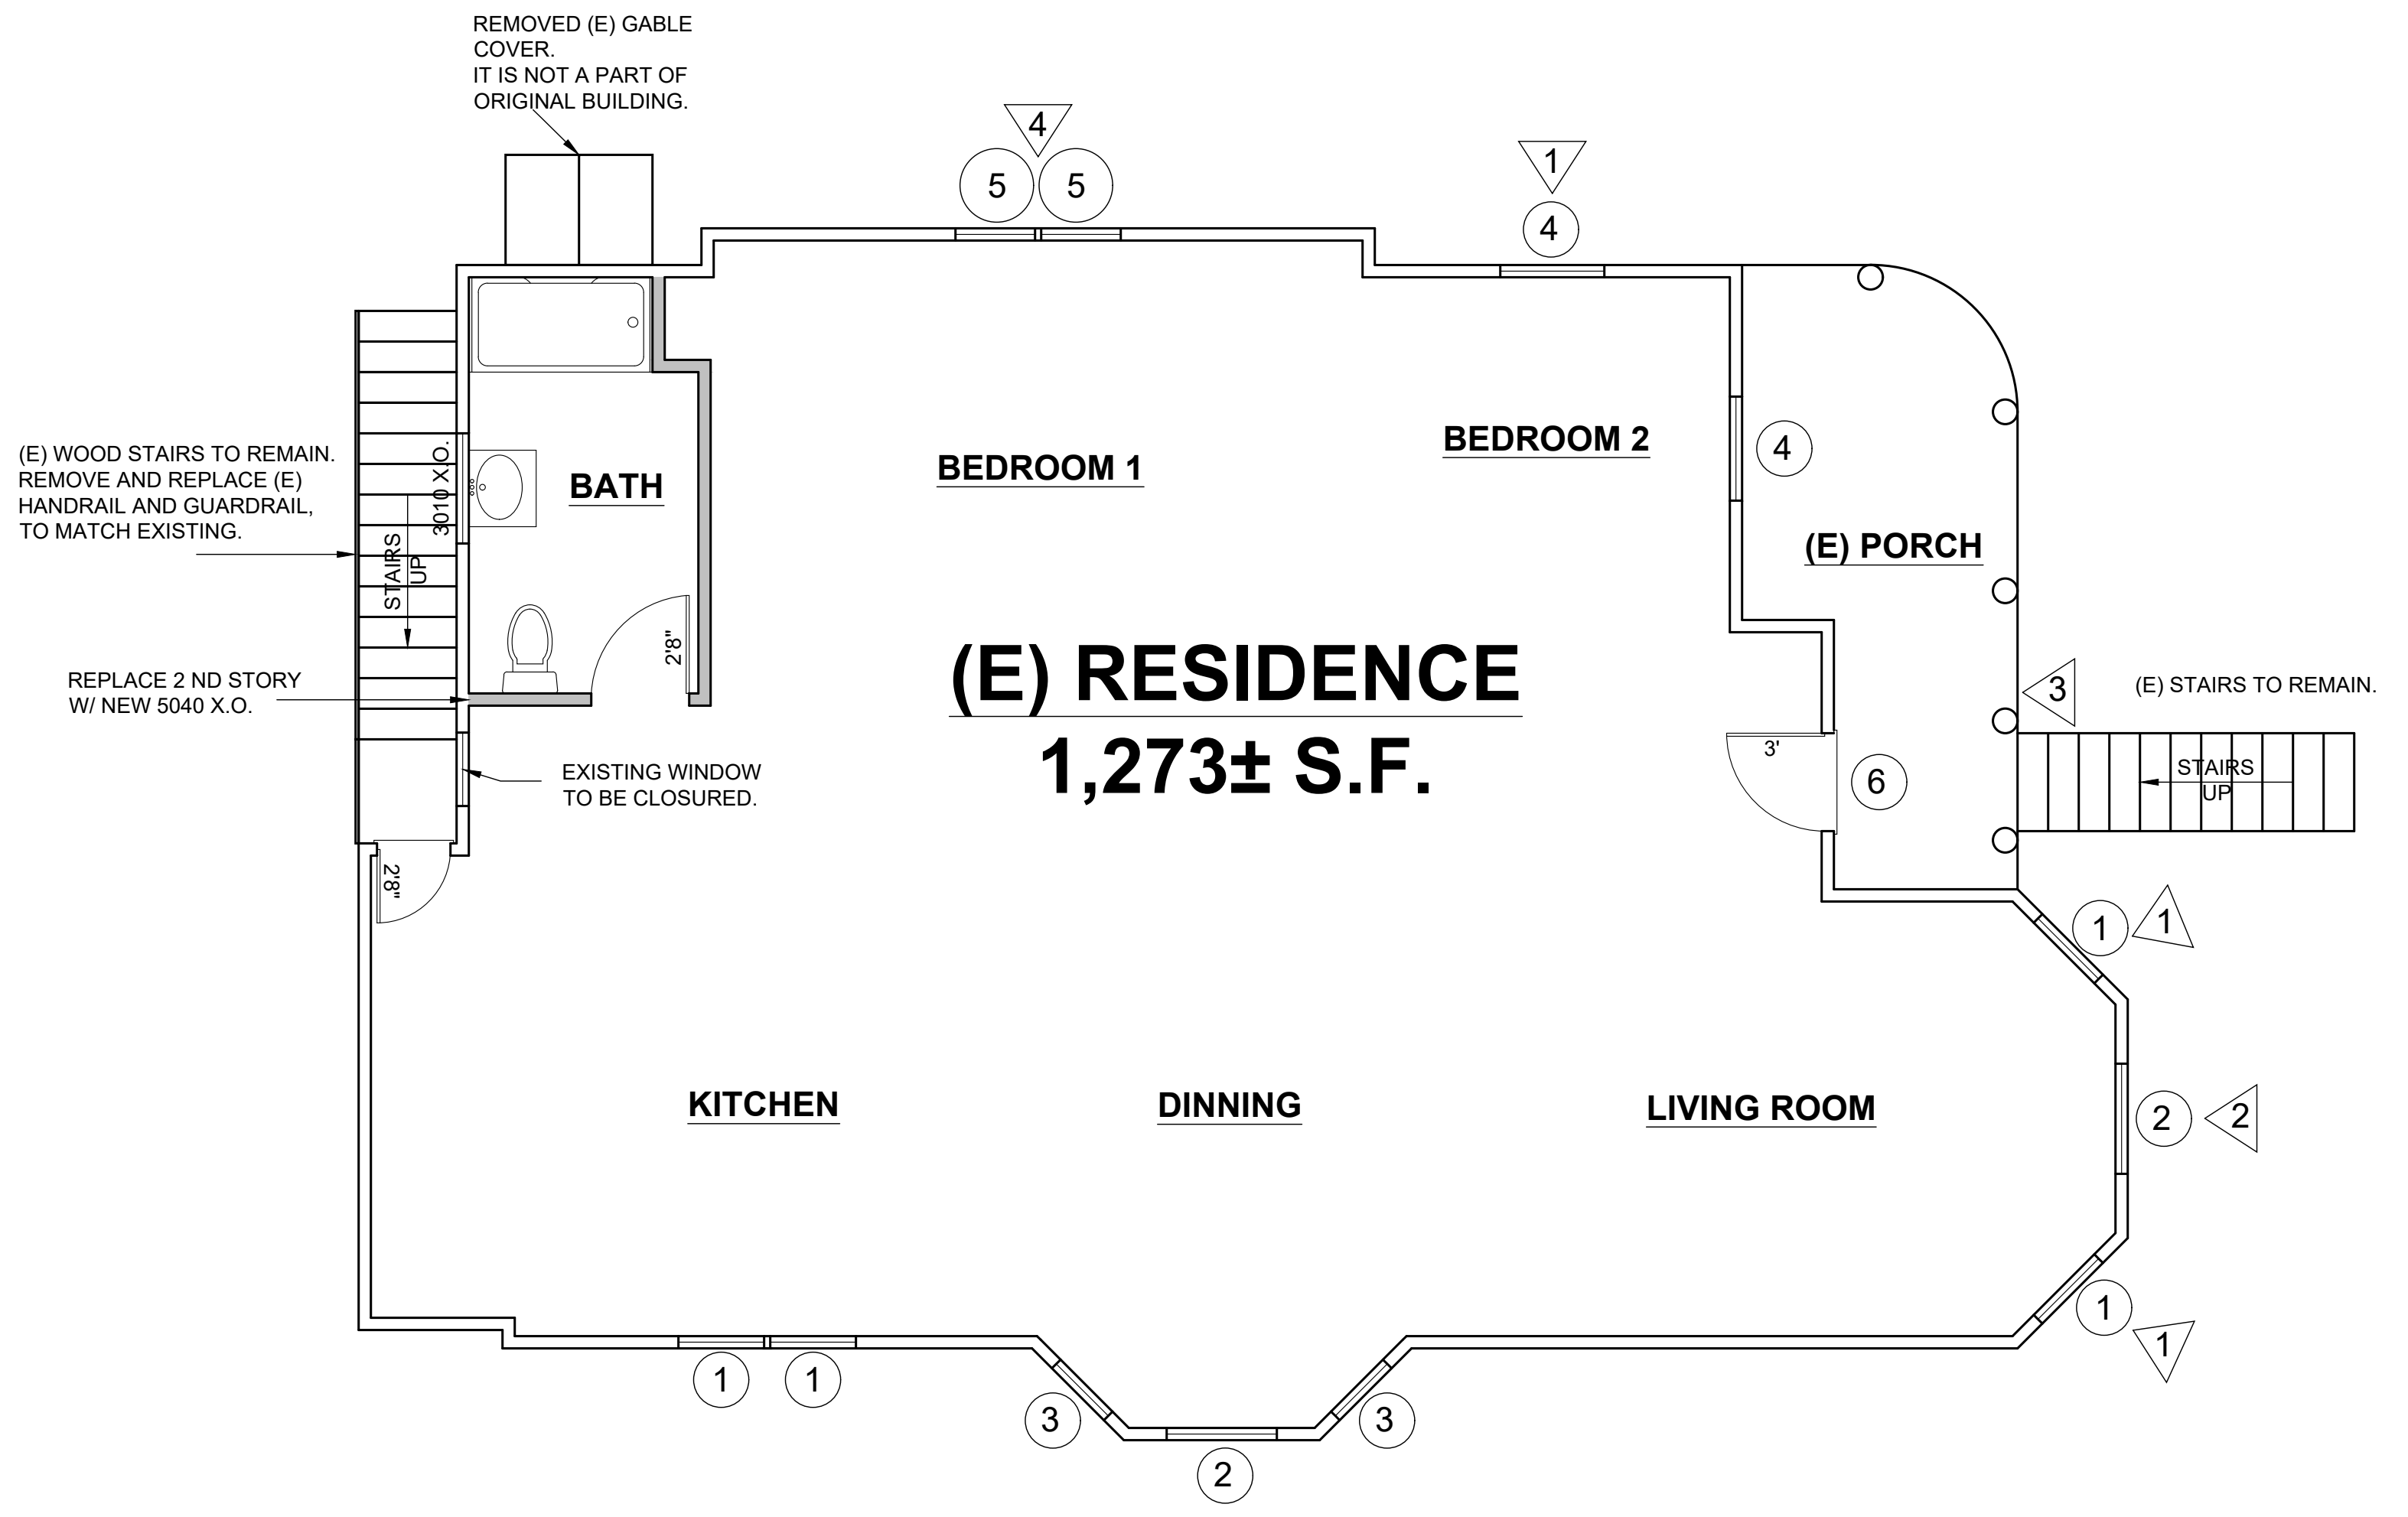 REMOVED (E) GABLE
COVER.
IT IS NOT A PART OF
ORIGINAL BUILDING.
4
5 5
1
4
(E) WOOD STAIRS TO REMAIN.
REMOVE AND REPLACE (E)
HANDRAIL AND GUARDRAIL,
TO MATCH EXISTING.
3010 X.O.
STAIRS
UP
BATH
2'8"
BEDROOM 1
BEDROOM 2
4
(E) PORCH
(E) RESIDENCE
1,273± S.F.
REPLACE 2 ND STORY
W/ NEW 5040 X.O.
EXISTING WINDOW
TO BE CLOSURED.
2'8"
3'
6
3
(E) STAIRS TO REMAIN.
STAIRS
UP
1 1
KITCHEN
DINNING
LIVING ROOM
2 2
1
1
1 1
3
3
2